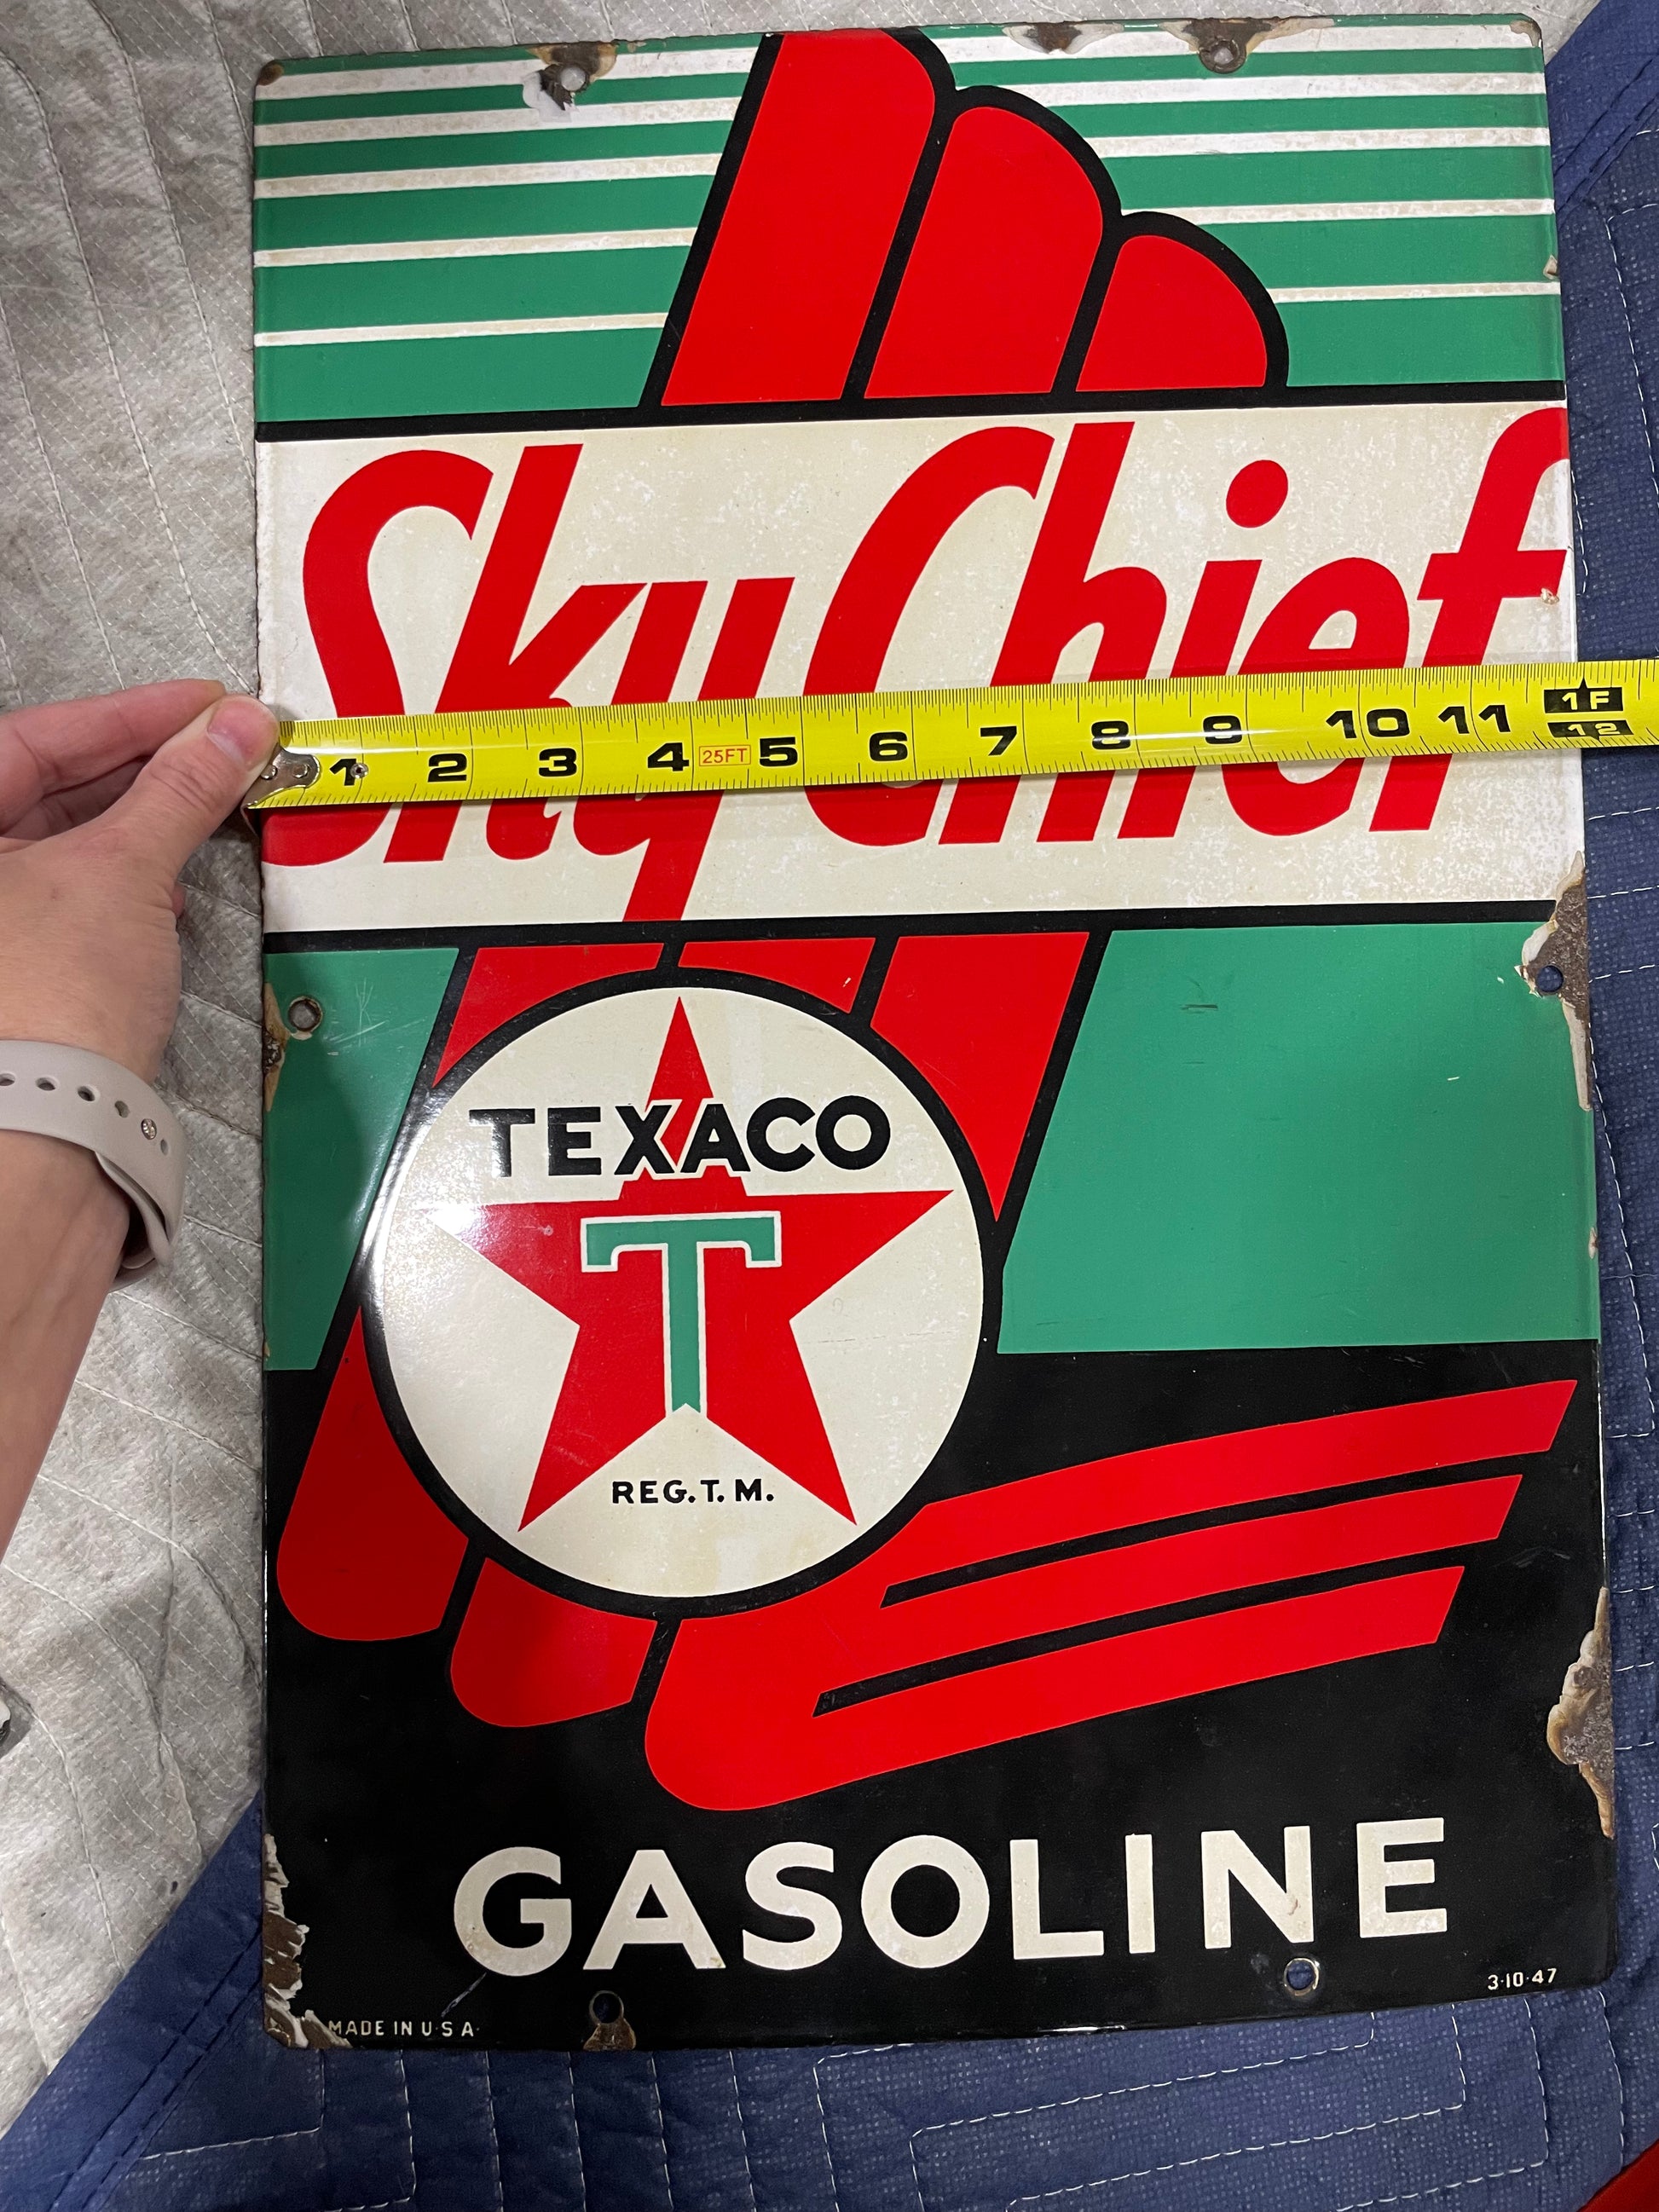 Sky Chief
1 2 3 4 25FT 5 6 7 8 9 10 11 1F
12
TEXACO
T
REG. T. M.
GASOLINE
3·10·47
MADE IN U·S·A·